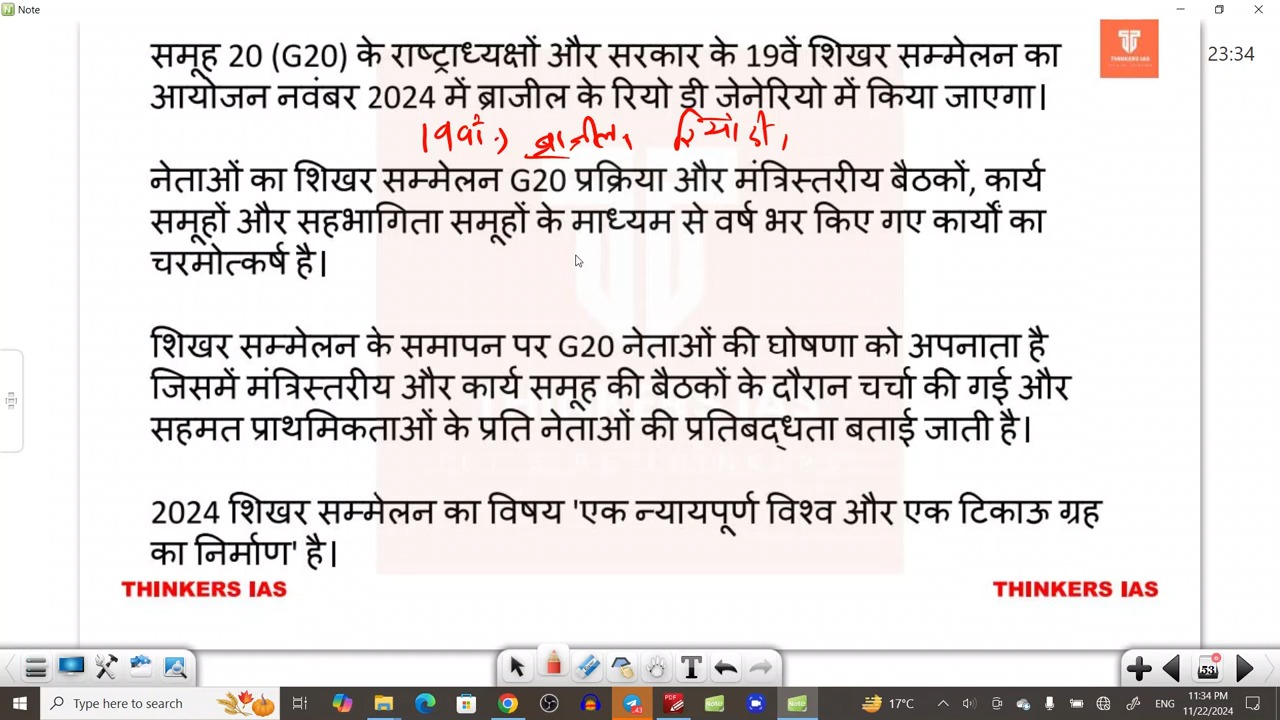 Note
23:34
समूह 20 (G20) के राष्ट्राध्यक्षों और सरकार के 19वें शिखर सम्मेलन का
आयोजन नवंबर 2024 में ब्राजील के रियो डी जेनेरियो में किया जाएगा।
19वां, ब्राजील, रियो डी,
नेताओं का शिखर सम्मेलन G20 प्रक्रिया और मंत्रिस्तरीय बैठकों, कार्य
समूहों और सहभागिता समूहों के माध्यम से वर्ष भर किए गए कार्यों का
चरमोत्कर्ष है।
शिखर सम्मेलन के समापन पर G20 नेताओं की घोषणा को अपनाता है
जिसमें मंत्रिस्तरीय और कार्य समूह की बैठकों के दौरान चर्चा की गई और
सहमत प्राथमिकताओं के प्रति नेताओं की प्रतिबद्धता बताई जाती है।
THINKERS IAS
2024 शिखर सम्मेलन का विषय 'एक न्यायपूर्ण विश्व और एक टिकाऊ ग्रह
का निर्माण' है।
THINKERS IAS THINKERS IAS
Type here to search 17°C ENG 11:34 PM
11/22/2024